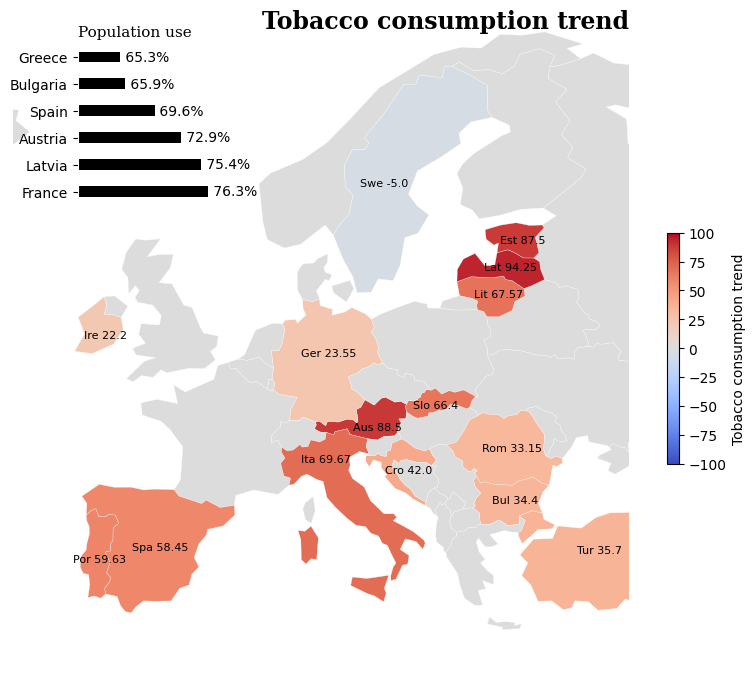 Tobacco consumption trend
Population use
Greece 65.3%
Bulgaria 65.9%
Spain 69.6%
Austria 72.9%
Latvia 75.4%
France 76.3%
Swe -5.0
Est 87.5
Lat 94.25
Lit 67.57
Ire 22.2
Ger 23.55
Slo 66.4
Aus 88.5
Ita 69.67
Cro 42.0
Rom 33.15
Bul 34.4
Spa 58.45
Por 59.63
Tur 35.7
100
75
50
25
0
−25
−50
−75
−100
Tobacco consumption trend